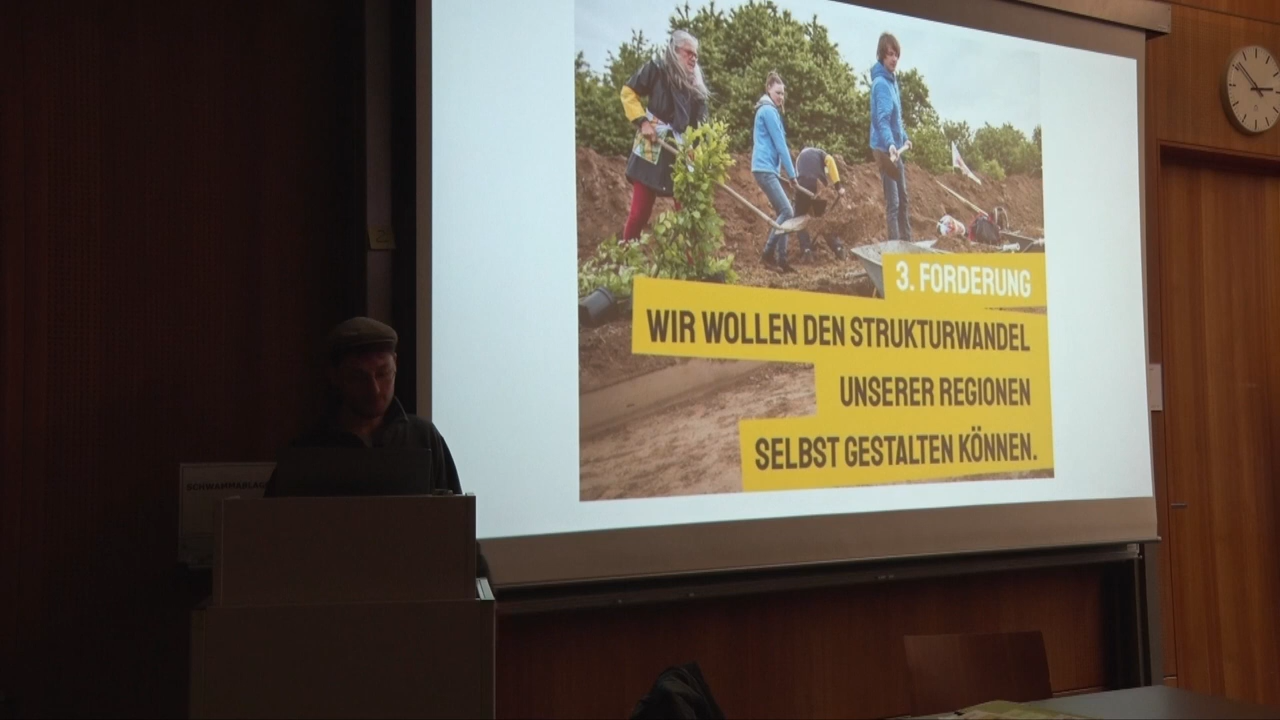 3. FORDERUNG
WIR WOLLEN DEN STRUKTURWANDEL
UNSERER REGIONEN
SELBST GESTALTEN KÖNNEN.